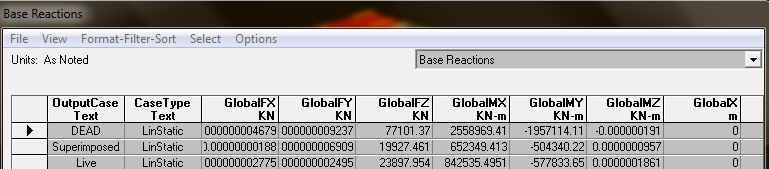 Base Reactions
File View Format-Filter-Sort Select Options
Units: As Noted
Base Reactions
OutputCase CaseType GlobalFX GlobalFY GlobalFZ GlobalMX GlobalMY GlobalMZ GlobalX
Text Text KN KN KN KN-m KN-m KN-m m
DEAD LinStatic 000000004679 000000009237 77101.37 2558969.41 -1957114.11 -0.000000191 0
Superimposed LinStatic 0.00000000188 000000006909 19927.461 652349.413 -504340.22 0.0000000957 0
Live LinStatic 000000002775 000000002495 23897.954 842535.4951 -577833.65 0.0000001861 0